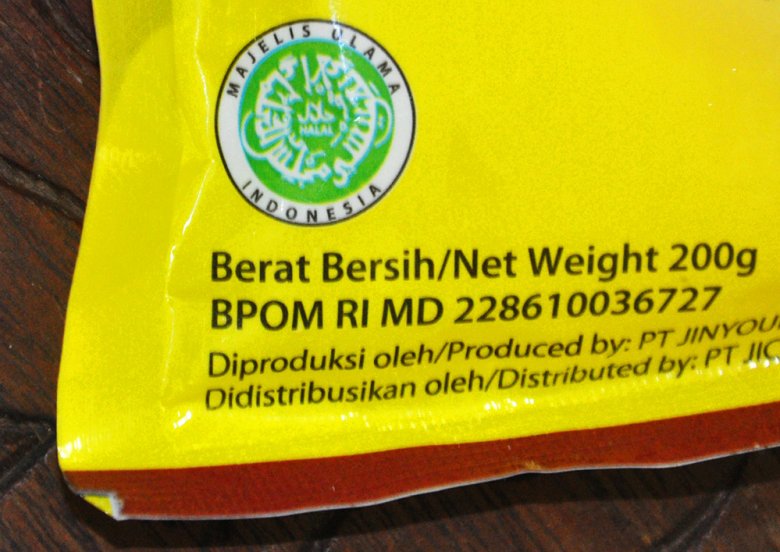 MAJELIS ULAMA
HALAL
INDONESIA
Berat Bersih/Net Weight 200g
BPOM RI MD 228610036727
Diproduksi oleh/Produced by: PT
Didistribusikan oleh/Distributed by: PT